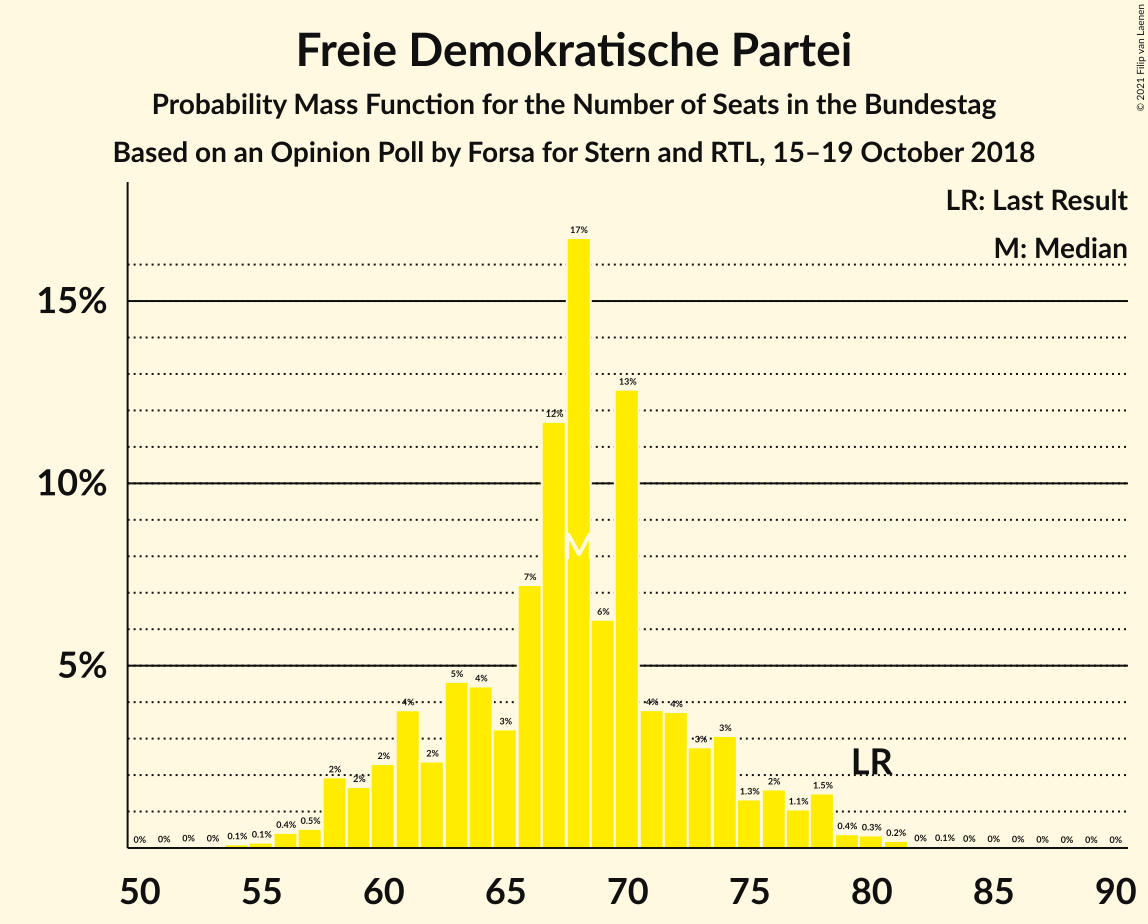 Freie Demokratische Partei
Probability Mass Function for the Number of Seats in the Bundestag
Based on an Opinion Poll by Forsa for Stern and RTL, 15–19 October 2018
© 2021 Filip van Laenen
LR: Last Result
M: Median
15%
10%
5%
0% 0% 0% 0% 0.1% 0.1% 0.4% 0.5% 2% 2% 2% 4% 2% 5% 4% 3% 7% 12% 17% 6% 13% 4% 4% 3% 3% 1.3% 2% 1.1% 1.5% 0.4% 0.3% 0.2% 0% 0.1% 0% 0% 0% 0% 0% 0% 0%
M
LR
50 55 60 65 70 75 80 85 90